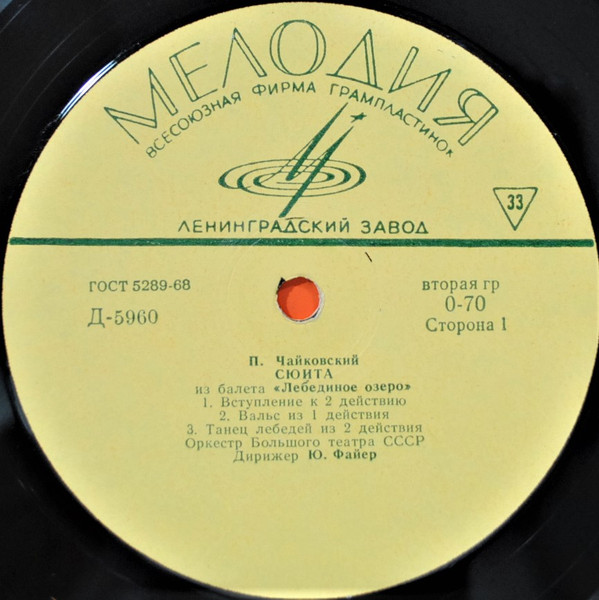 МЕЛОДИЯ
ВСЕСОЮЗНАЯ ФИРМА ГРАМПЛАСТИНОК
ЛЕНИНГРАДСКИЙ ЗАВОД
33
ГОСТ 5289-68
Д-5960
вторая гр
0-70
Сторона 1
П. Чайковский
СЮИТА
из балета «Лебединое озеро»
1. Вступление к 2 действию
2. Вальс из 1 действия
3. Танец лебедей из 2 действия
Оркестр Большого театра СССР
Дирижер Ю. Файер